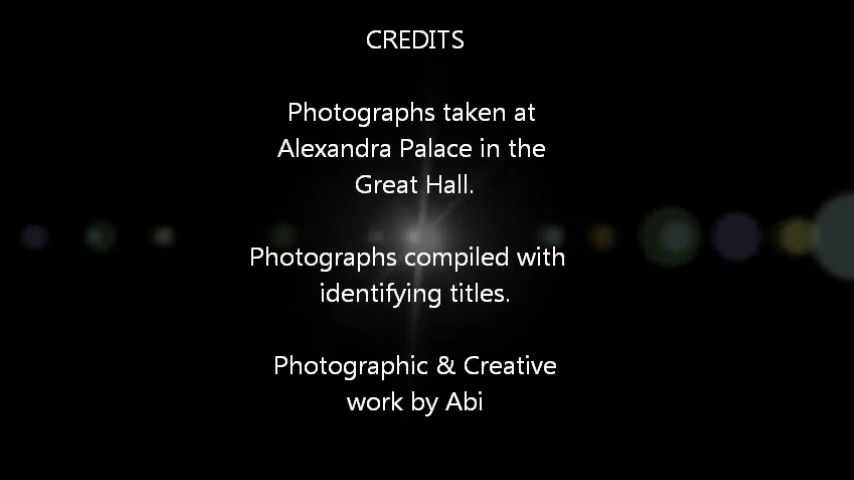 CREDITS
Photographs taken at
Alexandra Palace in the
Great Hall.
Photographs compiled with
identifying titles.
Photographic & Creative
work by Abi